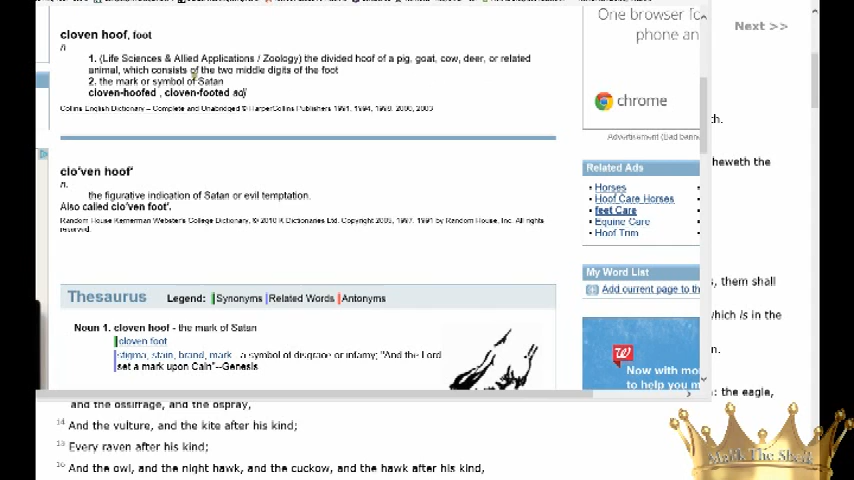 cloven hoof, foot
n
1. (Life Sciences & Allied Applications / Zoology) the divided hoof of a pig, goat, cow, deer, or related
animal, which consists of the two middle digits of the foot
2. the mark or symbol of Satan
cloven-hoofed , cloven-footed adj
Collins English Dictionary – Complete and Unabridged © HarperCollins Publishers 1991, 1994, 1998, 2000, 2003
clo′ven hoof′
n.
the figurative indication of Satan or evil temptation.
Also called clo′ven foot′.
Random House Kernerman Webster's College Dictionary, © 2010 K Dictionaries Ltd. Copyright 2005, 1997, 1991 by Random House, Inc. All rights
reserved.
Thesaurus Legend: Synonyms Related Words Antonyms
Noun 1. cloven hoof - the mark of Satan
cloven foot
stigma, stain, brand, mark - a symbol of disgrace or infamy; "And the Lord
set a mark upon Cain"--Genesis
One browser fo
phone an
chrome
Advertisement (Bad banne
Related Ads
• Horses
• Hoof Care Horses
• feet Care
• Equine Care
• Hoof Trim
My Word List
Add current page to th
Now with mo
to help you m
Next >>
th.
heweth the
s, them shall
which is in the
n.
: the eagle,
and the ossifrage, and the ospray,
14 And the vulture, and the kite after his kind;
15 Every raven after his kind;
16 And the owl, and the night hawk, and the cuckow, and the hawk after his kind,